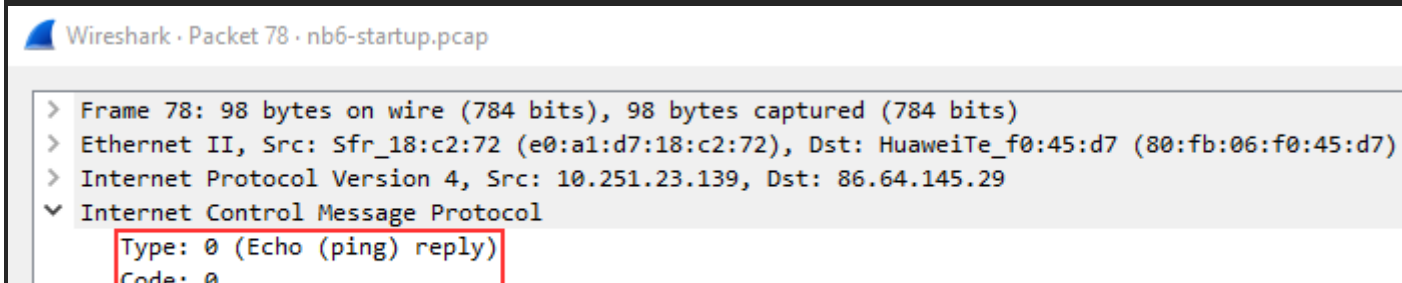 Wireshark · Packet 78 · nb6-startup.pcap
> Frame 78: 98 bytes on wire (784 bits), 98 bytes captured (784 bits)
> Ethernet II, Src: Sfr_18:c2:72 (e0:a1:d7:18:c2:72), Dst: HuaweiTe_f0:45:d7 (80:fb:06:f0:45:d7)
> Internet Protocol Version 4, Src: 10.251.23.139, Dst: 86.64.145.29
Internet Control Message Protocol
Type: 0 (Echo (ping) reply)
Code: 0